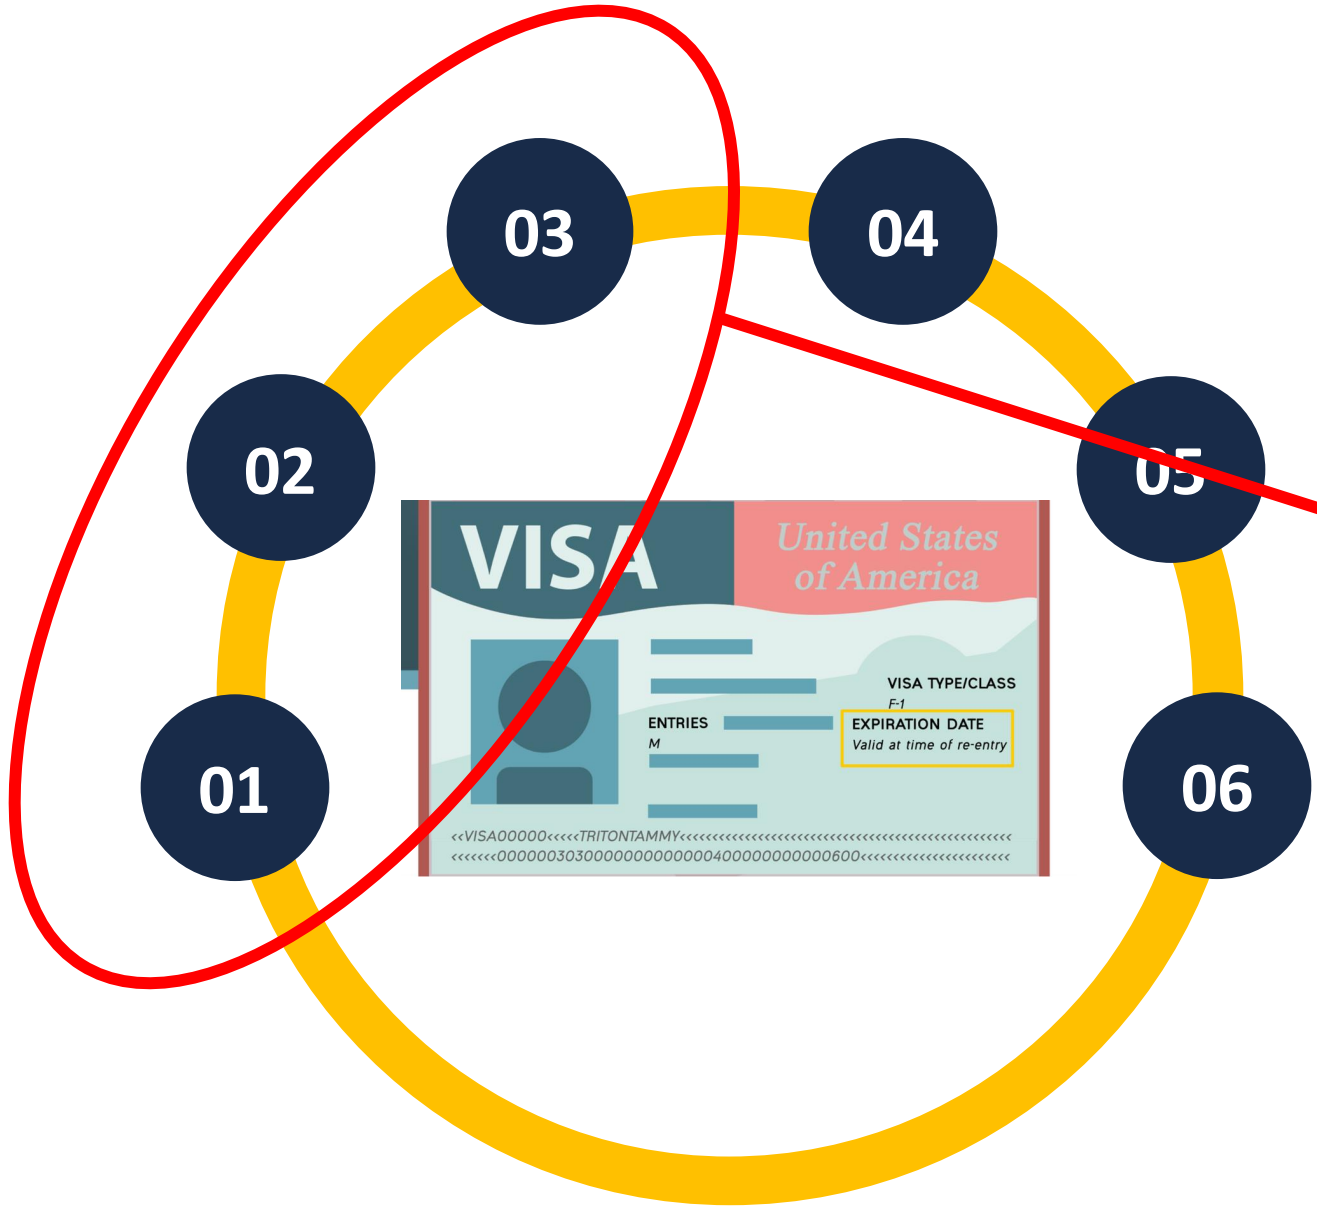 03
04
02
05
VISA
United States
of America
VISA TYPE/CLASS
F-1
ENTRIES
M
EXPIRATION DATE
Valid at time of re-entry
01
06
<<VISA00000<<<<<TRITONTAMMY<<<<<<<<<<<<<<<<<<<<<<<<<<<<<<<<<<<<<<<<<<<<<<<<<<
<<<<<<<0000003030000000000000400000000000600<<<<<<<<<<<<<<<<<<<<<<<